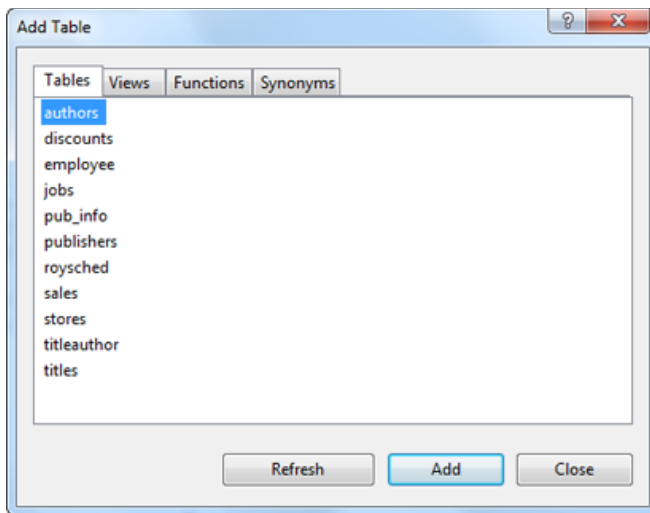 Add Table
Tables Views Functions Synonyms
authors
discounts
employee
jobs
pub_info
publishers
roysched
sales
stores
titleauthor
titles
Refresh Add Close